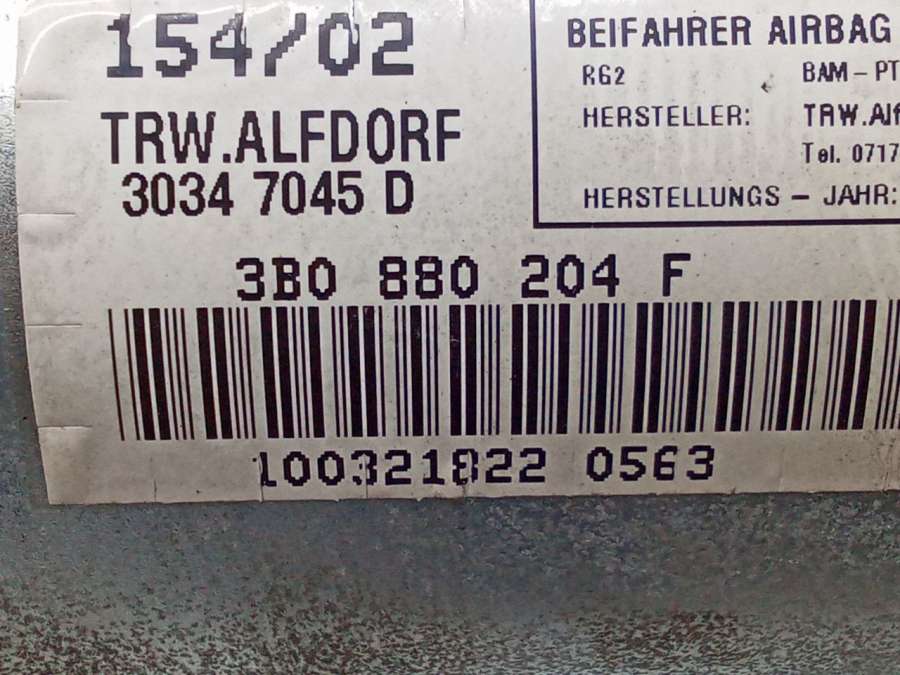 154/02
TRW.ALFDORF
3034 7045 D
BEIFAHRER AIRBAG
RG2 BAM – PT
HERSTELLER: TRW.Alf
Tel. 0717
HERSTELLUNGS – JAHR:
3B0 880 204 F
100321822 0563